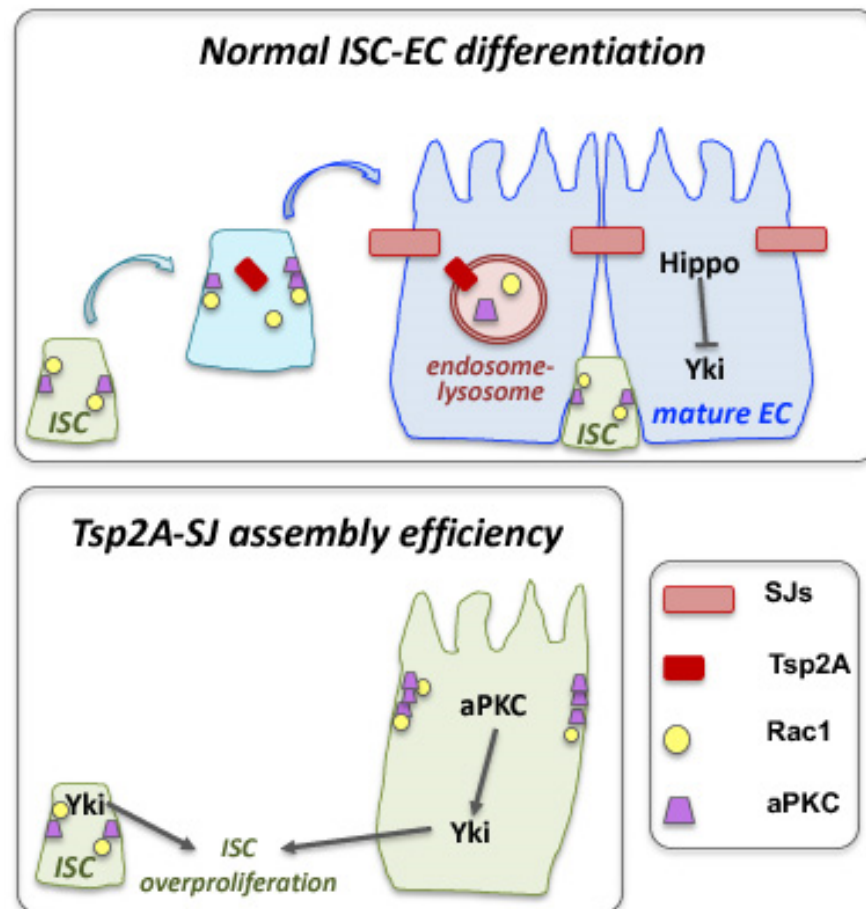 Normal ISC-EC differentiation
Hippo
endosome-
lysosome
Yki
mature EC
ISC
ISC
Tsp2A-SJ assembly efficiency
aPKC
Yki
Yki
ISC
ISC
overproliferation
SJs
Tsp2A
Rac1
aPKC